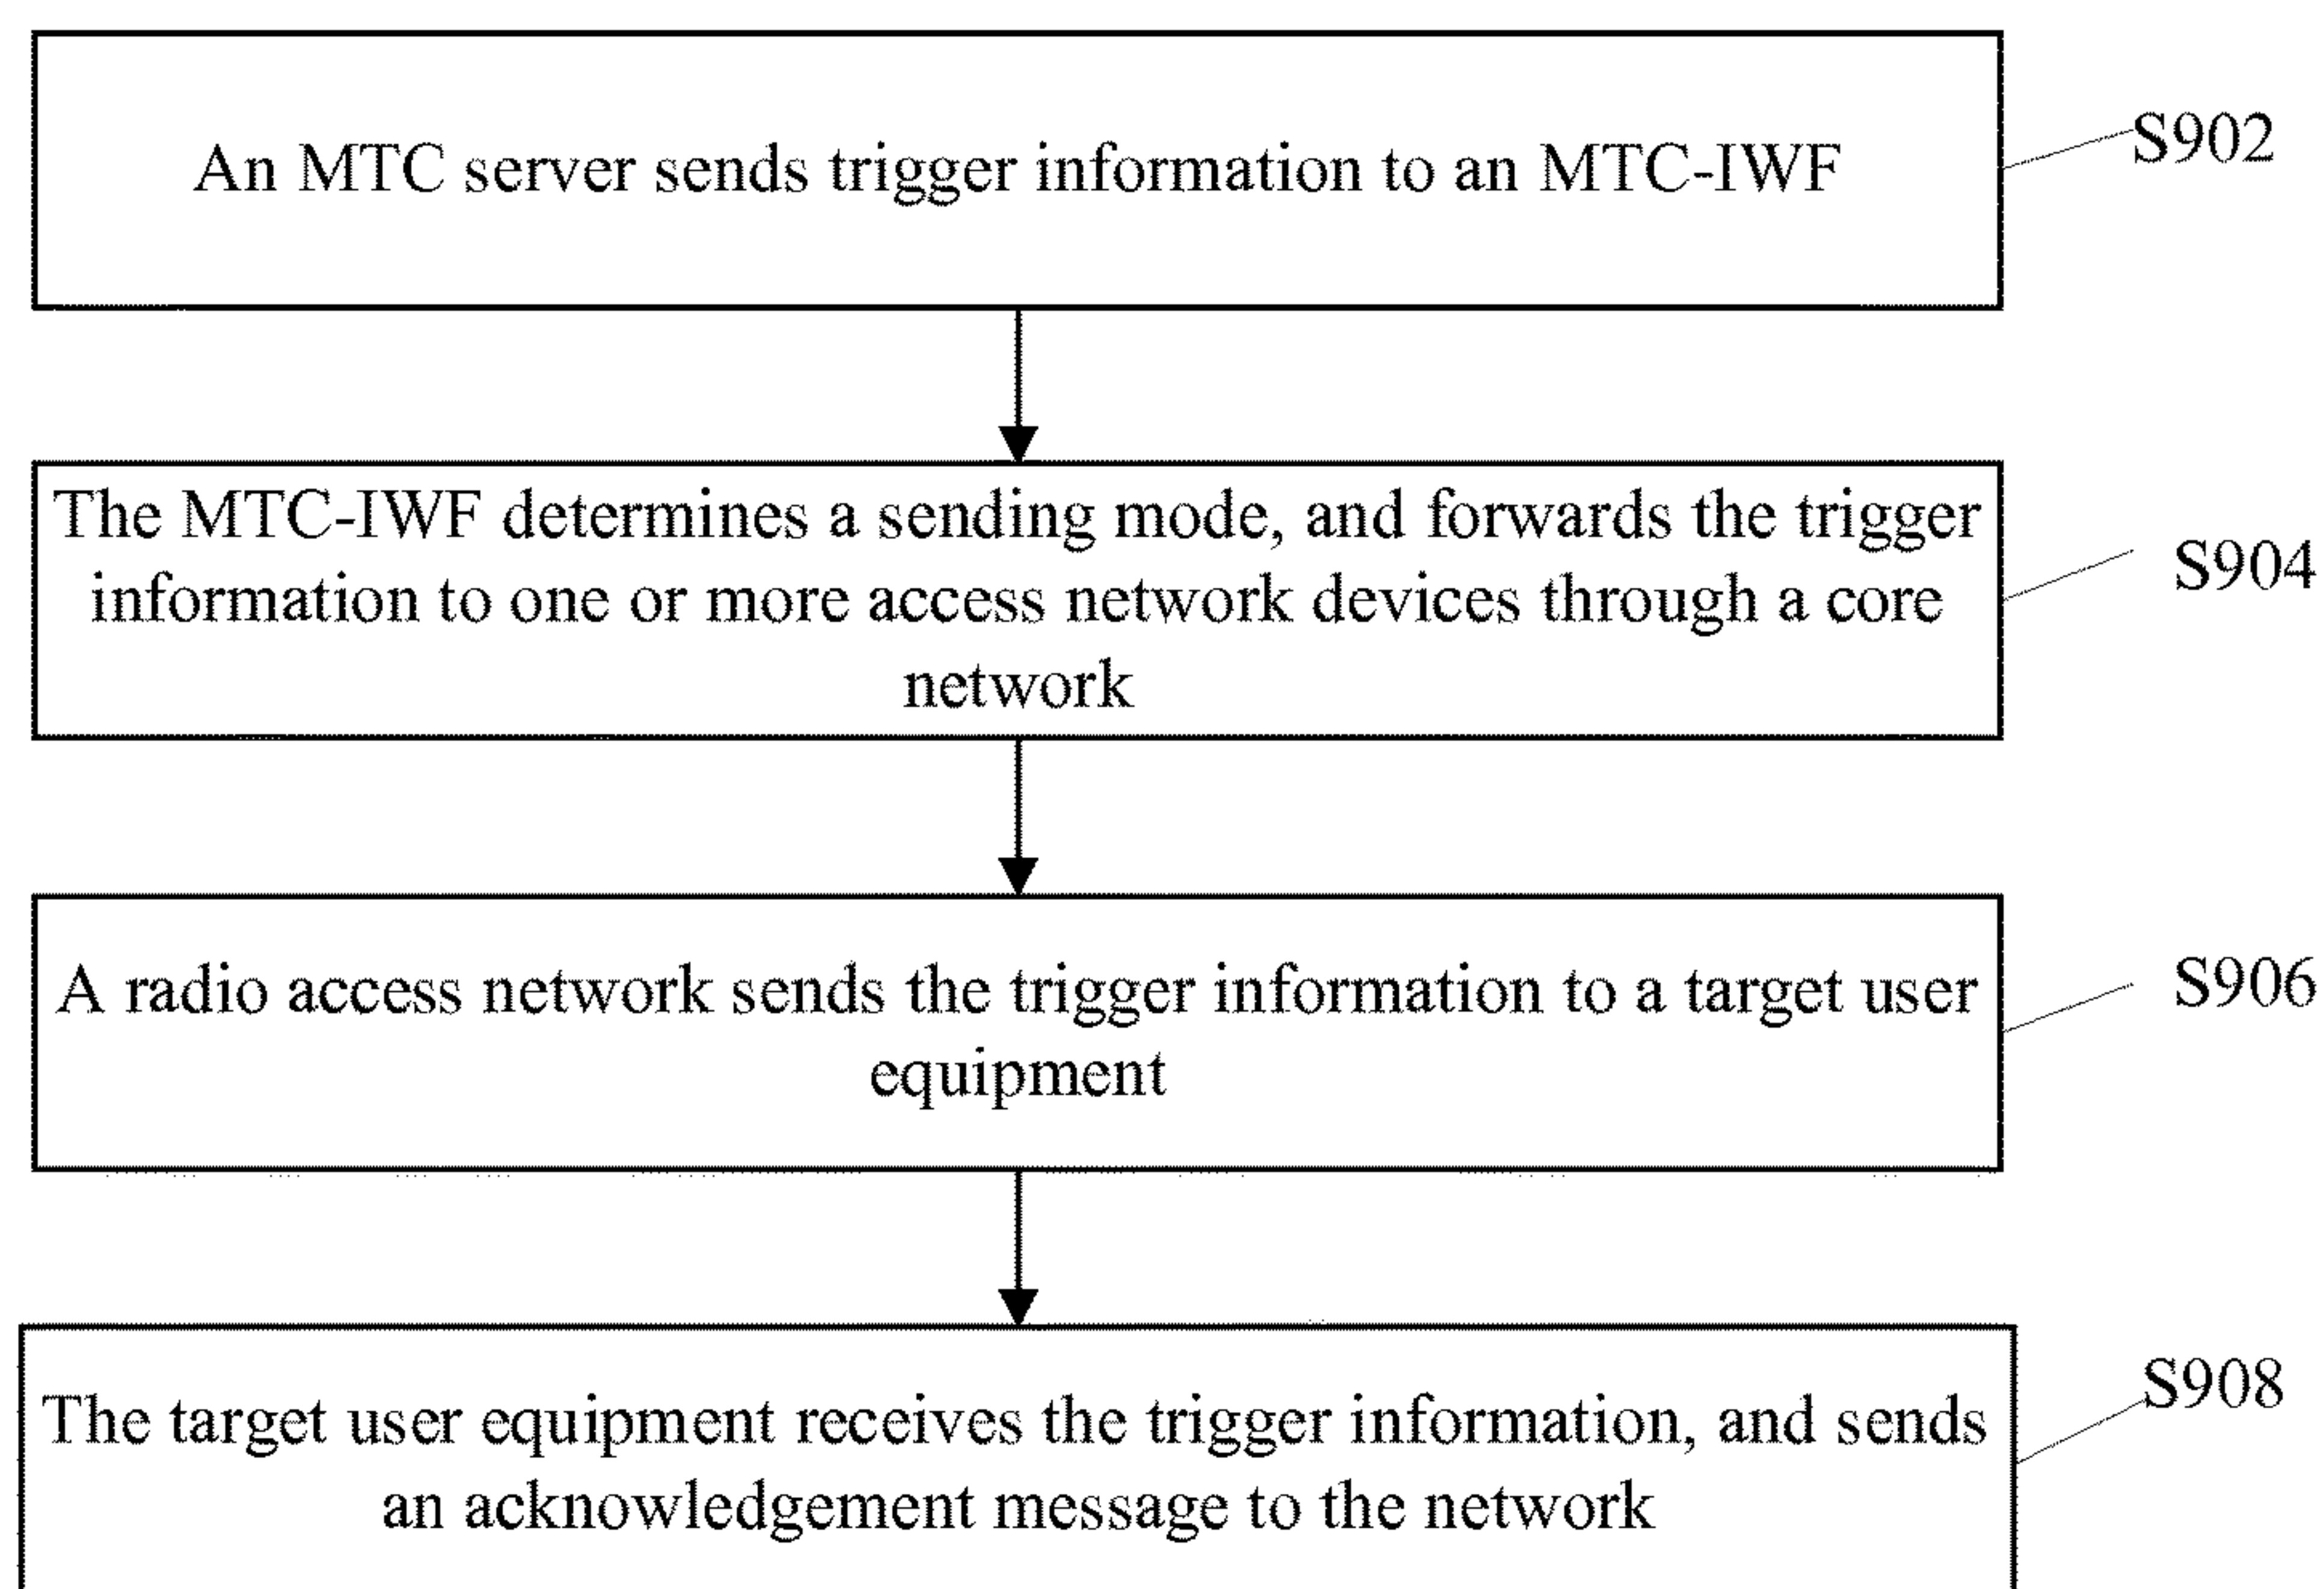 An MTC server sends trigger information to an MTC-IWF
S902
The MTC-IWF determines a sending mode, and forwards the trigger
information to one or more access network devices through a core
network
S904
A radio access network sends the trigger information to a target user
equipment
S906
The target user equipment receives the trigger information, and sends
an acknowledgement message to the network
S908